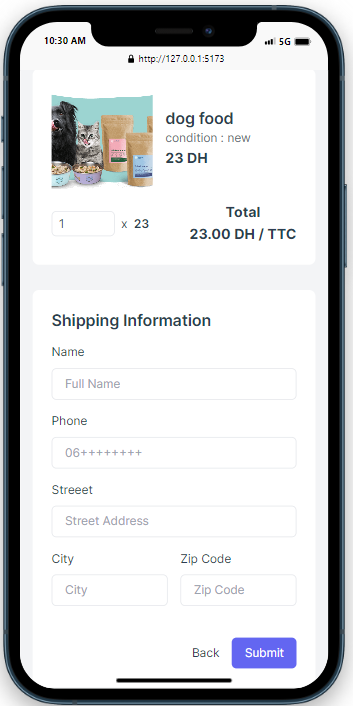 10:30 AM
5G
http://127.0.0.1:5173
dog food
condition : new
23 DH
Total
1 x 23
23.00 DH / TTC
Shipping Information
Name
Full Name
Phone
06++++++++
Streeet
Street Address
City Zip Code
City Zip Code
Back Submit